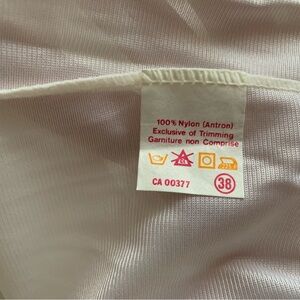 100% Nylon (Antron)
Exclusive of Trimming
Garniture non Comprise
CA 00377
38